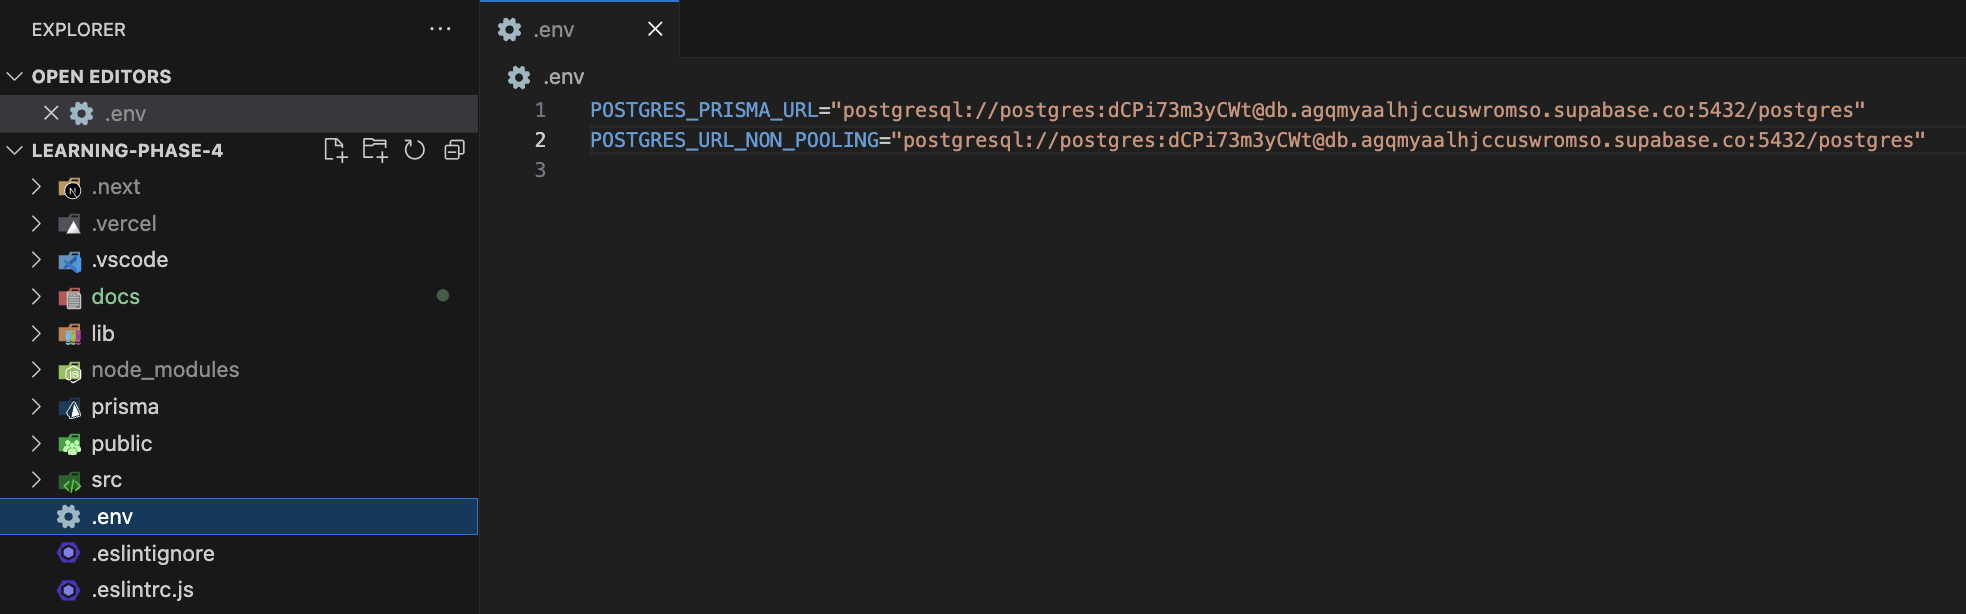 EXPLORER
.env
OPEN EDITORS
.env
LEARNING-PHASE-4
.next
.vercel
.vscode
docs
lib
node_modules
prisma
public
src
.env
.eslintignore
.eslintrc.js
.env
1 POSTGRES_PRISMA_URL="postgresql://postgres:dCPi73m3yCWt@db.agqmyaalhjccuswromso.supabase.co:5432/postgres"
2 POSTGRES_URL_NON_POOLING="postgresql://postgres:dCPi73m3yCWt@db.agqmyaalhjccuswromso.supabase.co:5432/postgres"
3